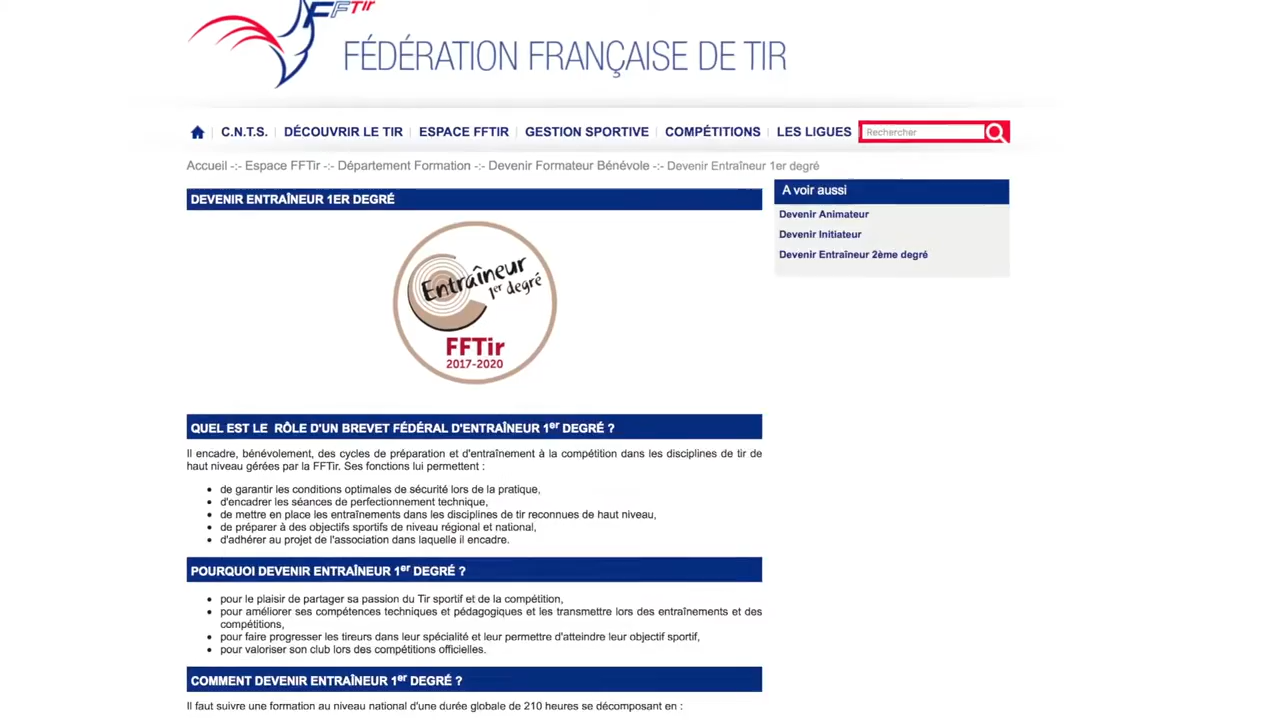 FFTir
FÉDÉRATION FRANÇAISE DE TIR
C.N.T.S. DÉCOUVRIR LE TIR ESPACE FFTIR GESTION SPORTIVE COMPÉTITIONS LES LIGUES Rechercher
Accueil -:- Espace FFTir -:- Département Formation -:- Devenir Formateur Bénévole -:- Devenir Entraîneur 1er degré
DEVENIR ENTRAÎNEUR 1ER DEGRÉ
Entraîneur
1er degré
FFTir
2017-2020
QUEL EST LE RÔLE D'UN BREVET FÉDÉRAL D'ENTRAÎNEUR 1er DEGRÉ ?
Il encadre, bénévolement, des cycles de préparation et d'entraînement à la compétition dans les disciplines de tir de
haut niveau gérées par la FFTir. Ses fonctions lui permettent :
• de garantir les conditions optimales de sécurité lors de la pratique,
• d'encadrer les séances de perfectionnement technique,
• de mettre en place les entraînements dans les disciplines de tir reconnues de haut niveau,
• de préparer à des objectifs sportifs de niveau régional et national,
• d'adhérer au projet de l'association dans laquelle il encadre.
POURQUOI DEVENIR ENTRAÎNEUR 1er DEGRÉ ?
• pour le plaisir de partager sa passion du Tir sportif et de la compétition,
• pour améliorer ses compétences techniques et pédagogiques et les transmettre lors des entraînements et des
compétitions,
• pour faire progresser les tireurs dans leur spécialité et leur permettre d'atteindre leur objectif sportif,
• pour valoriser son club lors des compétitions officielles.
COMMENT DEVENIR ENTRAÎNEUR 1er DEGRÉ ?
Il faut suivre une formation au niveau national d'une durée globale de 210 heures se décomposant en :
A voir aussi
Devenir Animateur
Devenir Initiateur
Devenir Entraîneur 2ème degré